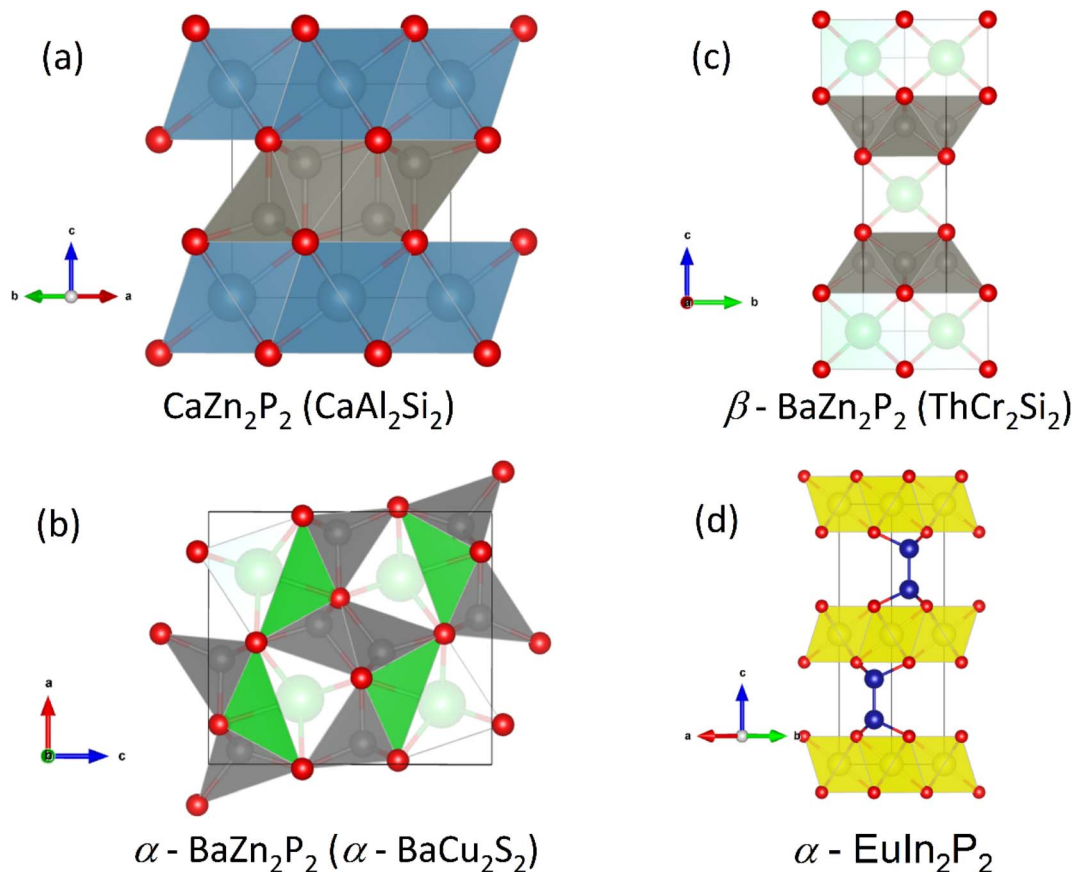 (a)
c
b
a
CaZn₂P₂ (CaAl₂Si₂)
(c)
c
a
b
β - BaZn₂P₂ (ThCr₂Si₂)
(b)
a
b
c
α - BaZn₂P₂ (α - BaCu₂S₂)
(d)
c
a
b
α - EuIn₂P₂